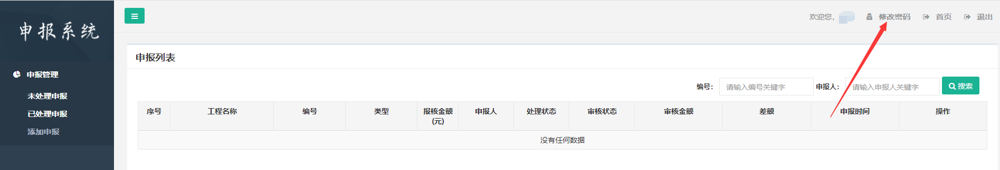 申报系统
欢迎您,
修改密码 首页 退出
申报管理
未处理申报
已处理申报
添加申报
申报列表
编号: 请输入编号关键字 申报人: 请输入申报人关键字 搜索
序号 工程名称 编号 类型 报核金额 申报人 处理状态 审核状态 审核金额 差额 申报时间 操作
(元)
没有任何数据